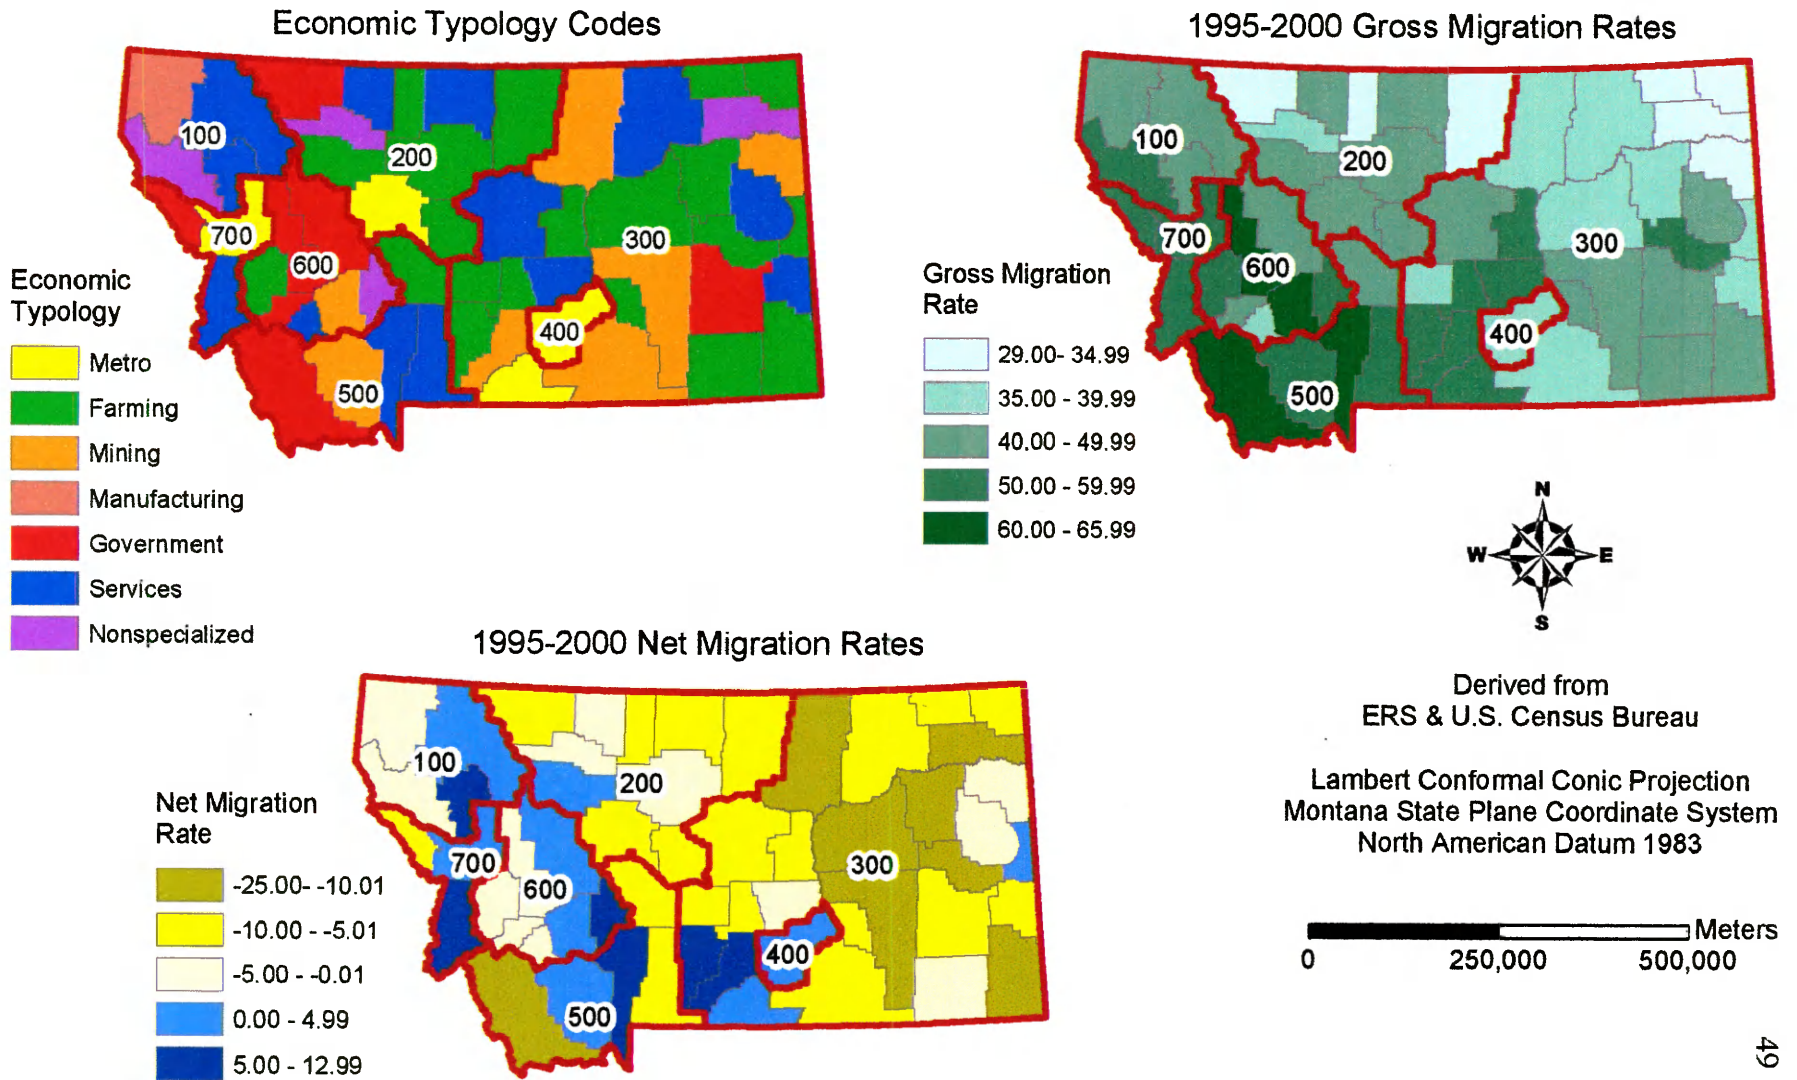 Economic Typology Codes
100
200
300
400
500
600
700
Economic
Typology
Metro
Farming
Mining
Manufacturing
Government
Services
Nonspecialized
1995-2000 Gross Migration Rates
100
200
300
400
500
600
700
Gross Migration
Rate
29.00- 34.99
35.00 - 39.99
40.00 - 49.99
50.00 - 59.99
60.00 - 65.99
N
W E
S
1995-2000 Net Migration Rates
100
200
300
400
500
600
700
Net Migration
Rate
-25.00- -10.01
-10.00 - -5.01
-5.00 - -0.01
0.00 - 4.99
5.00 - 12.99
Derived from
ERS & U.S. Census Bureau
Lambert Conformal Conic Projection
Montana State Plane Coordinate System
North American Datum 1983
Meters
0 250,000 500,000
49